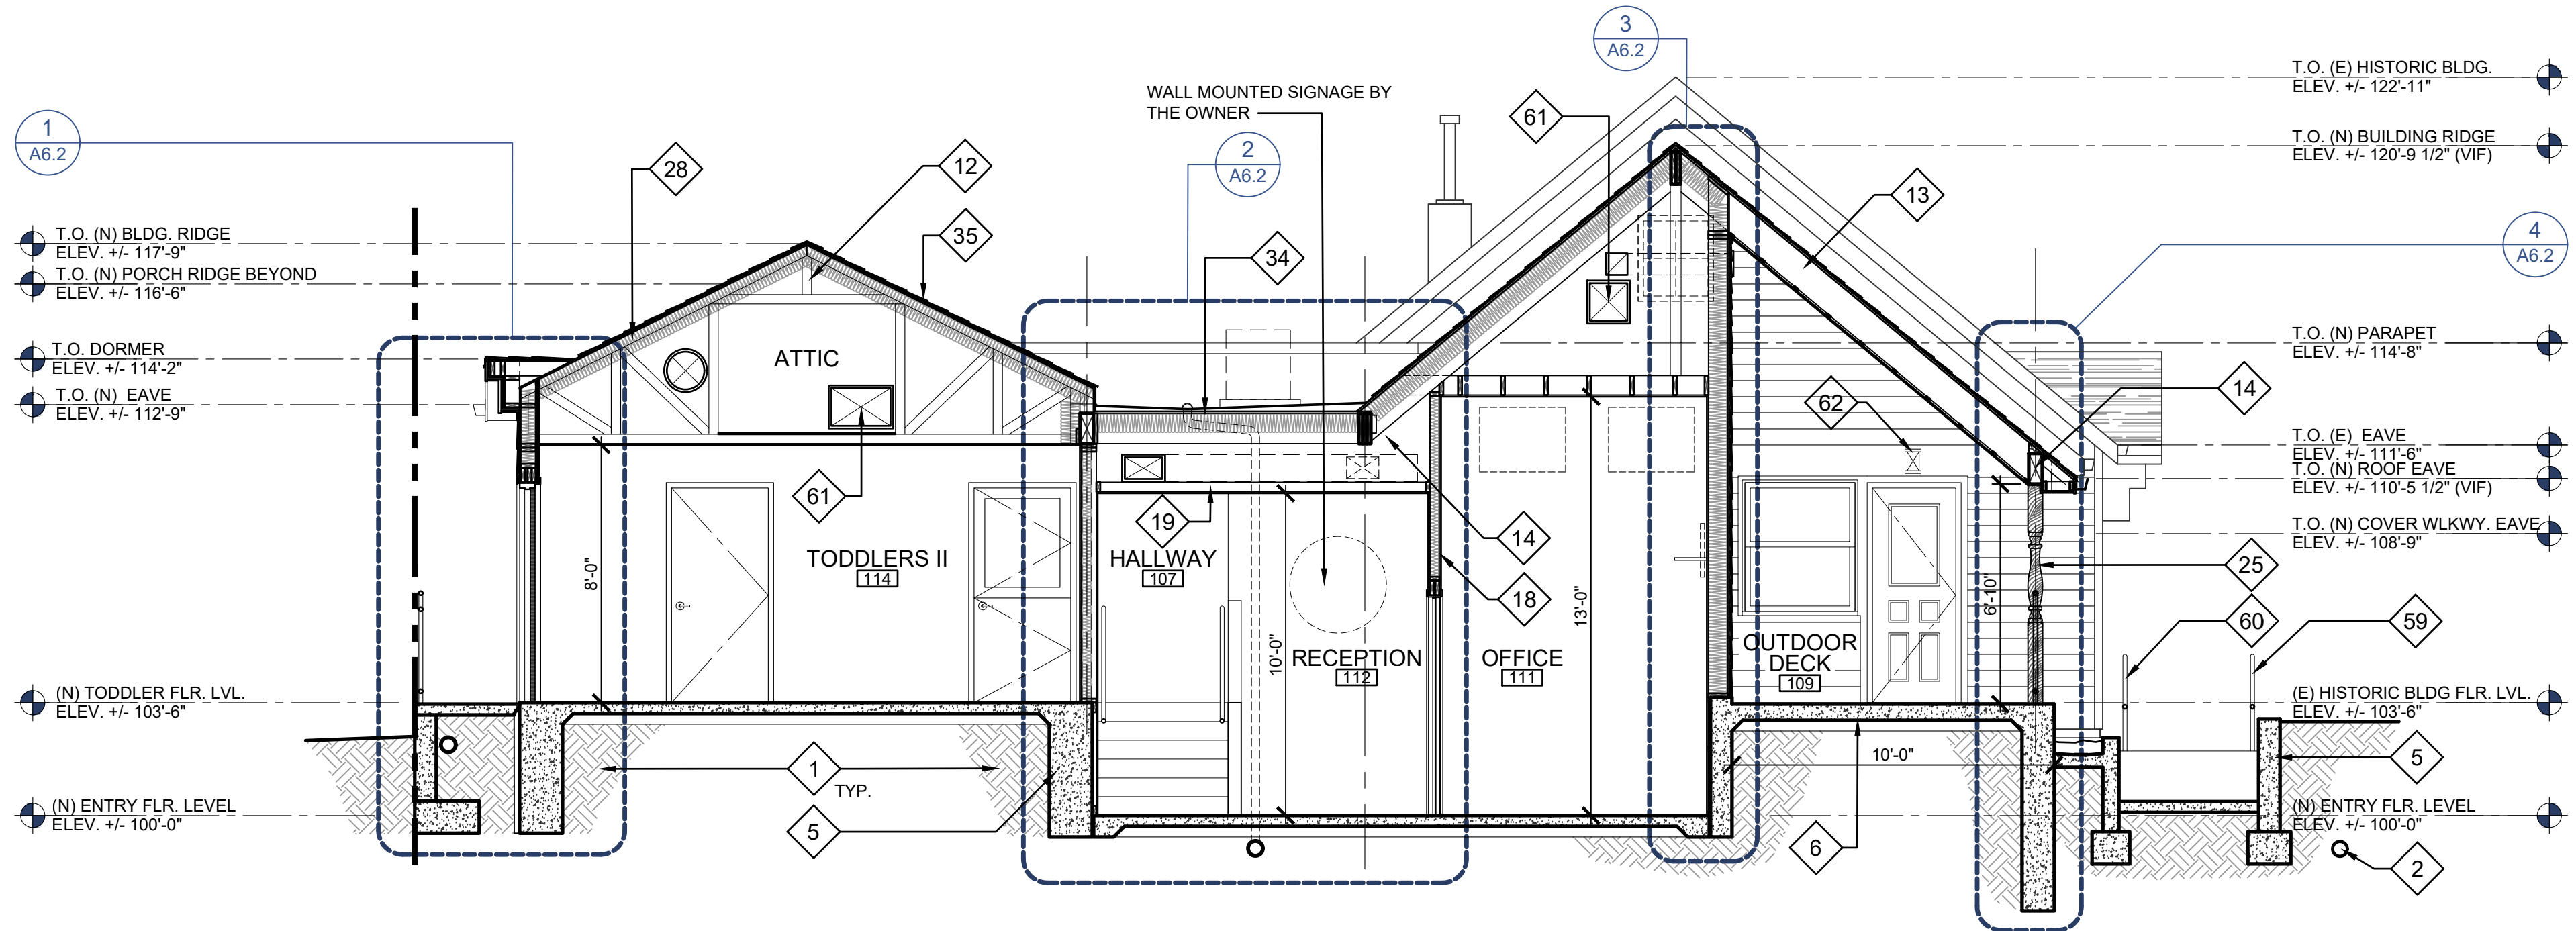 3
A6.2
T.O. (E) HISTORIC BLDG.
ELEV. +/- 122'-11"
WALL MOUNTED SIGNAGE BY
THE OWNER
61
1
A6.2
T.O. (N) BUILDING RIDGE
ELEV. +/- 120'-9 1/2" (VIF)
2
A6.2
28
12
13
T.O. (N) BLDG. RIDGE
ELEV. +/- 117'-9"
35
34
4
A6.2
T.O. (N) PORCH RIDGE BEYOND
ELEV. +/- 116'-6"
T.O. (N) PARAPET
ELEV. +/- 114'-8"
T.O. DORMER
ELEV. +/- 114'-2"
ATTIC
14
62
T.O. (N)  EAVE
ELEV. +/- 112'-9"
T.O. (E)  EAVE
ELEV. +/- 111'-6"
T.O. (N) ROOF EAVE
ELEV. +/- 110'-5 1/2" (VIF)
61
19
14
T.O. (N) COVER WLKWY. EAVE
ELEV. +/- 108'-9"
TODDLERS II
114
HALLWAY
107
8'-0"
18
13'-0"
6'-10"
25
60
59
10'-0"
RECEPTION
112
OFFICE
111
OUTDOOR
DECK
109
(N) TODDLER FLR. LVL.
ELEV. +/- 103'-6"
(E) HISTORIC BLDG FLR. LVL.
ELEV. +/- 103'-6"
1
TYP.
10'-0"
5
(N) ENTRY FLR. LEVEL
ELEV. +/- 100'-0"
(N) ENTRY FLR. LEVEL
ELEV. +/- 100'-0"
5
6
2